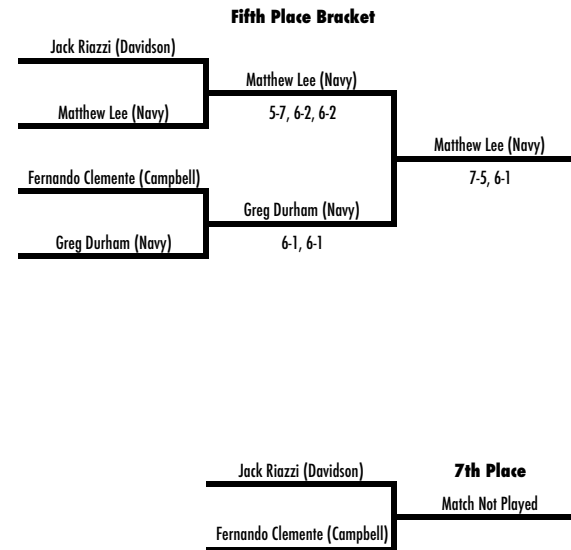 Fifth Place Bracket
Jack Riazzi (Davidson)
Matthew Lee (Navy)
Matthew Lee (Navy)
5-7, 6-2, 6-2
Matthew Lee (Navy)
7-5, 6-1
Fernando Clemente (Campbell)
Greg Durham (Navy)
Greg Durham (Navy)
6-1, 6-1
Jack Riazzi (Davidson)
7th Place
Match Not Played
Fernando Clemente (Campbell)